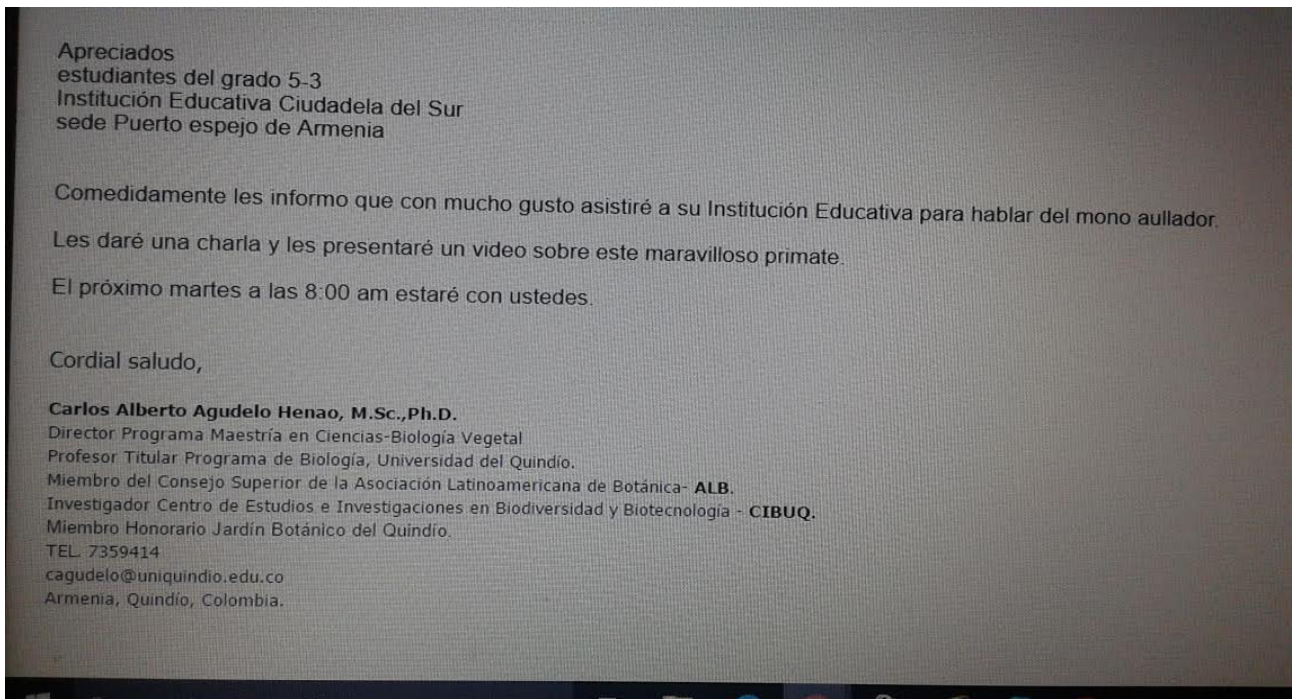 Apreciados
estudiantes del grado 5-3
Institución Educativa Ciudadela del Sur
sede Puerto espejo de Armenia
Comedidamente les informo que con mucho gusto asistiré a su Institución Educativa para hablar del mono aullador.
Les daré una charla y les presentaré un video sobre este maravilloso primate.
El próximo martes a las 8:00 am estaré con ustedes.
Cordial saludo,
Carlos Alberto Agudelo Henao, M.Sc.,Ph.D.
Director Programa Maestría en Ciencias-Biología Vegetal
Profesor Titular Programa de Biología, Universidad del Quindío.
Miembro del Consejo Superior de la Asociación Latinoamericana de Botánica- ALB.
Investigador Centro de Estudios e Investigaciones en Biodiversidad y Biotecnología - CIBUQ.
Miembro Honorario Jardín Botánico del Quindío.
TEL. 7359414
cagudelo@uniquindio.edu.co
Armenia, Quindío, Colombia.